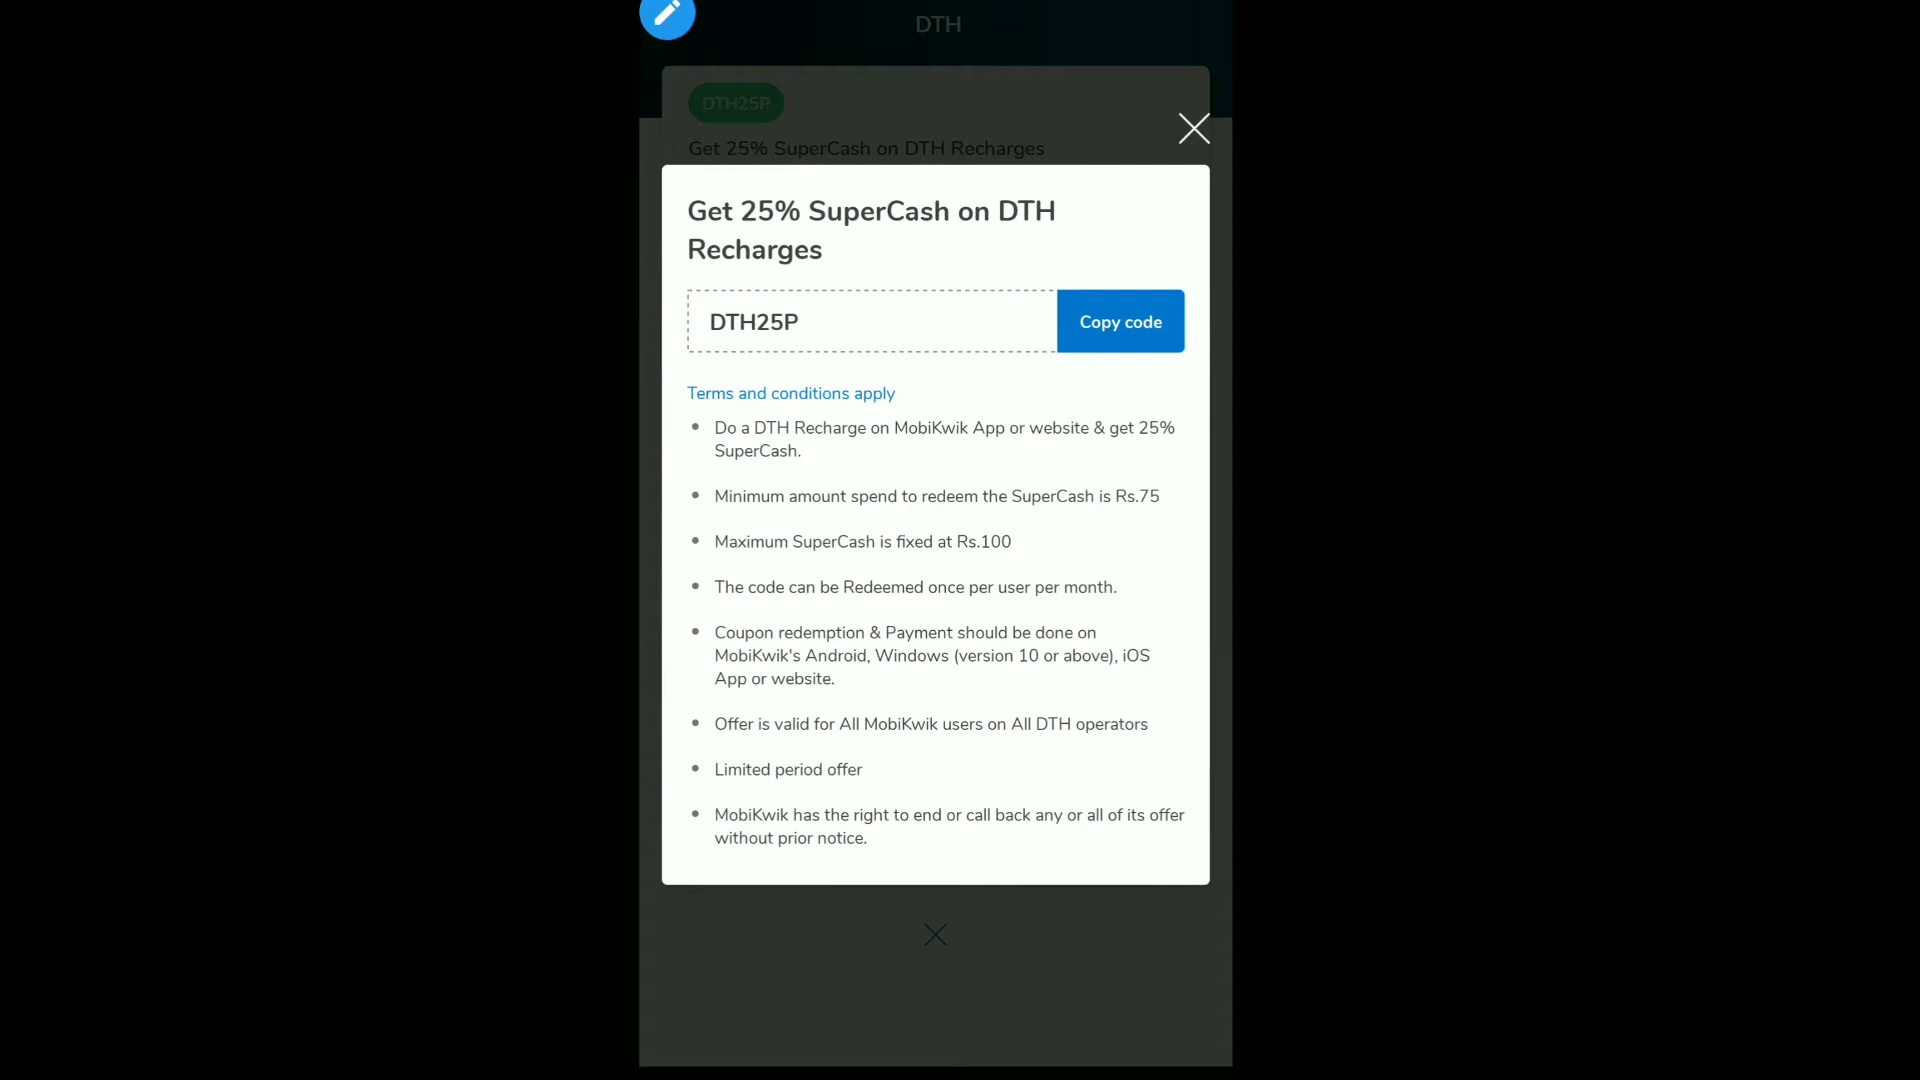 DTH
DTH25P
Get 25% SuperCash on DTH Recharges
Get 25% SuperCash on DTH
Recharges
DTH25P
Copy code
Terms and conditions apply
Do a DTH Recharge on MobiKwik App or website & get 25%
SuperCash.
Minimum amount spend to redeem the SuperCash is Rs.75
Maximum SuperCash is fixed at Rs.100
The code can be Redeemed once per user per month.
Coupon redemption & Payment should be done on
MobiKwik's Android, Windows (version 10 or above), iOS
App or website.
Offer is valid for All MobiKwik users on All DTH operators
Limited period offer
MobiKwik has the right to end or call back any or all of its offer
without prior notice.